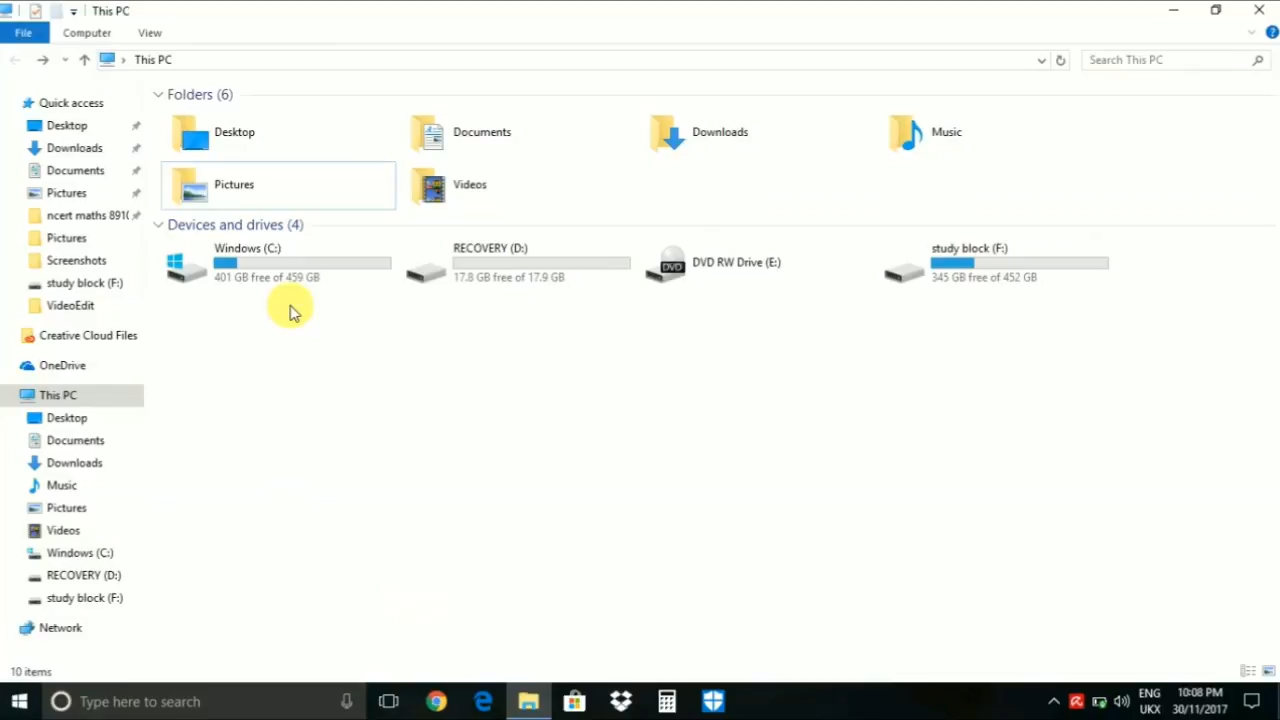 This PC
File Computer View
This PC
Search This PC
Quick access
Desktop
Downloads
Documents
Pictures
ncert maths 891(
Pictures
Screenshots
study block (F:)
VideoEdit
Creative Cloud Files
OneDrive
This PC
Desktop
Documents
Downloads
Music
Pictures
Videos
Windows (C:)
RECOVERY (D:)
study block (F:)
Network
Folders (6)
Desktop Documents Downloads Music
Pictures Videos
Devices and drives (4)
Windows (C:)
401 GB free of 459 GB
RECOVERY (D:)
17.8 GB free of 17.9 GB
DVD
DVD RW Drive (E:)
study block (F:)
345 GB free of 452 GB
10 items
Type here to search
ENG
UKX
10:08 PM
30/11/2017